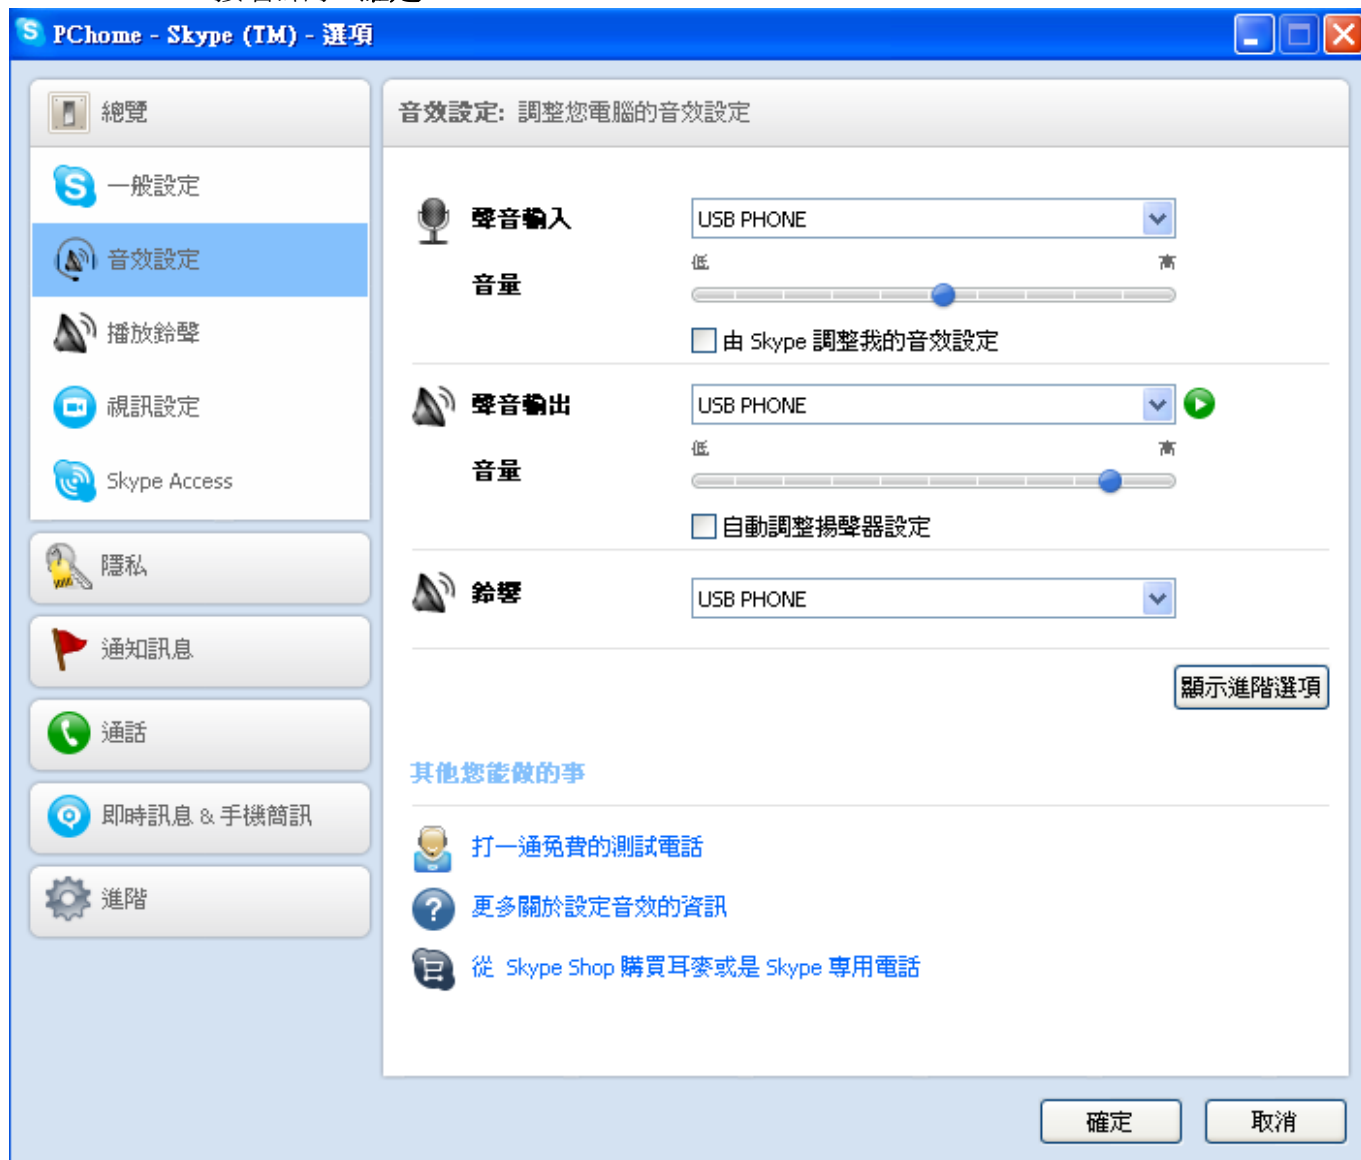 PChome - Skype (TM) - 選項
總覽
一般設定
音效設定
播放鈴聲
視訊設定
Skype Access
隱私
通知訊息
通話
即時訊息 & 手機簡訊
進階
音效設定: 調整您電腦的音效設定
聲音輸入
USB PHONE
低
高
音量
由 Skype 調整我的音效設定
聲音輸出
USB PHONE
低
高
音量
自動調整揚聲器設定
鈴響
USB PHONE
顯示進階選項
其他您能做的事
打一通免費的測試電話
更多關於設定音效的資訊
從 Skype Shop 購買耳麥或是 Skype 專用電話
確定
取消